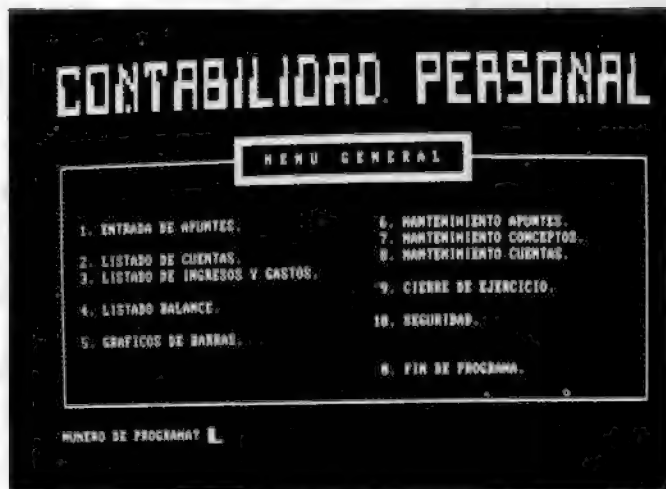 CONTABILIDAD PERSONAL
MENU GENERAL
1. ENTRADA DE APUNTES.
2. LISTADO DE CUENTAS.
3. LISTADO DE INGRESOS Y GASTOS.
4. LISTADO BALANCE.
5. GRAFICOS DE BARRAS.
6. MANTENIMIENTO APUNTES.
7. MANTENIMIENTO CONCEPTOS.
8. MANTENIMIENTO CUENTAS.
9. CIERRE DE EJERCICIO.
10. SEGURIDAD.
0. FIN DE PROGRAMA.
NUMERO DE PROGRAMA?